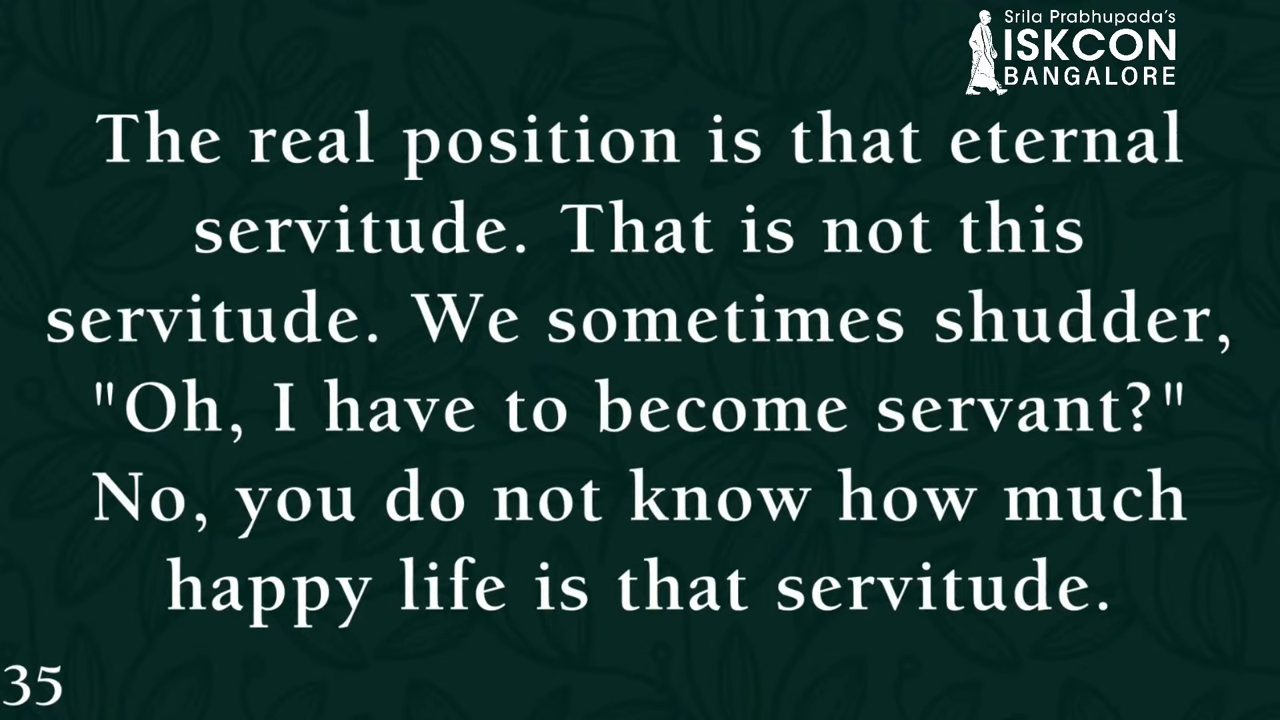 Srila Prabhupada's
ISKCON
BANGALORE
The real position is that eternal
servitude. That is not this
servitude. We sometimes shudder,
"Oh, I have to become servant?"
No, you do not know how much
happy life is that servitude.
35